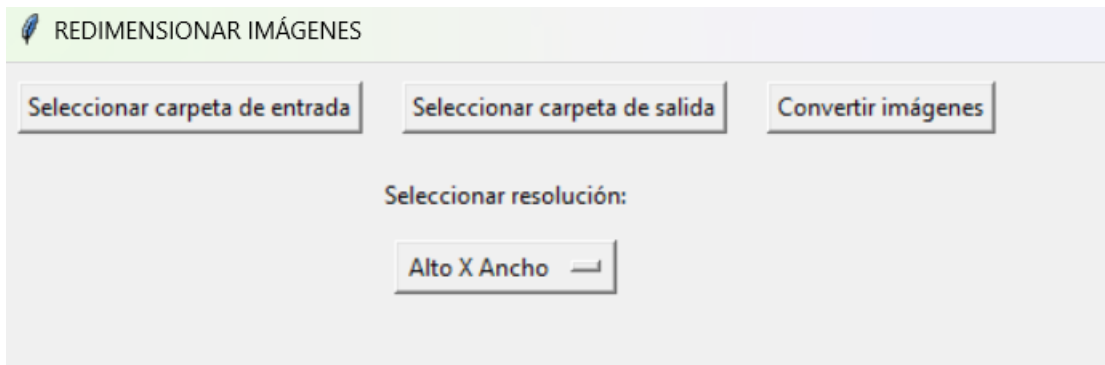 REDIMENSIONAR IMÁGENES
Seleccionar carpeta de entrada Seleccionar carpeta de salida Convertir imágenes
Seleccionar resolución:
Alto X Ancho